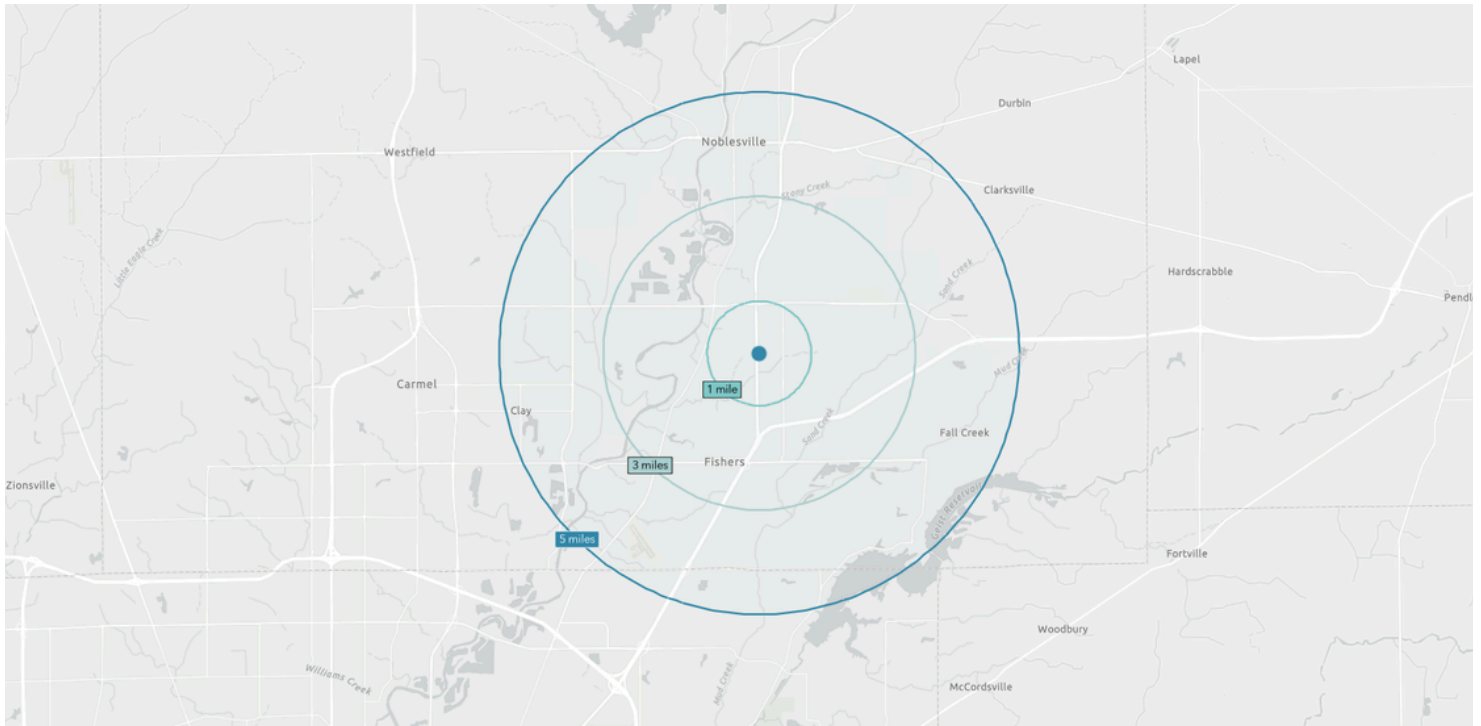 Lapel
Durbin
Noblesville
Westfield
Stony Creek
Clarksville
Little Eagle Creek
Sand Creek
Hardscrabble
Pendl
Mud Creek
Carmel
1 mile
Clay
Sand Creek
Fall Creek
3 miles
Fishers
Zionsville
Geist Reservoir
5 miles
Fortville
Woodbury
Williams Creek
Mud Creek
McCordsville